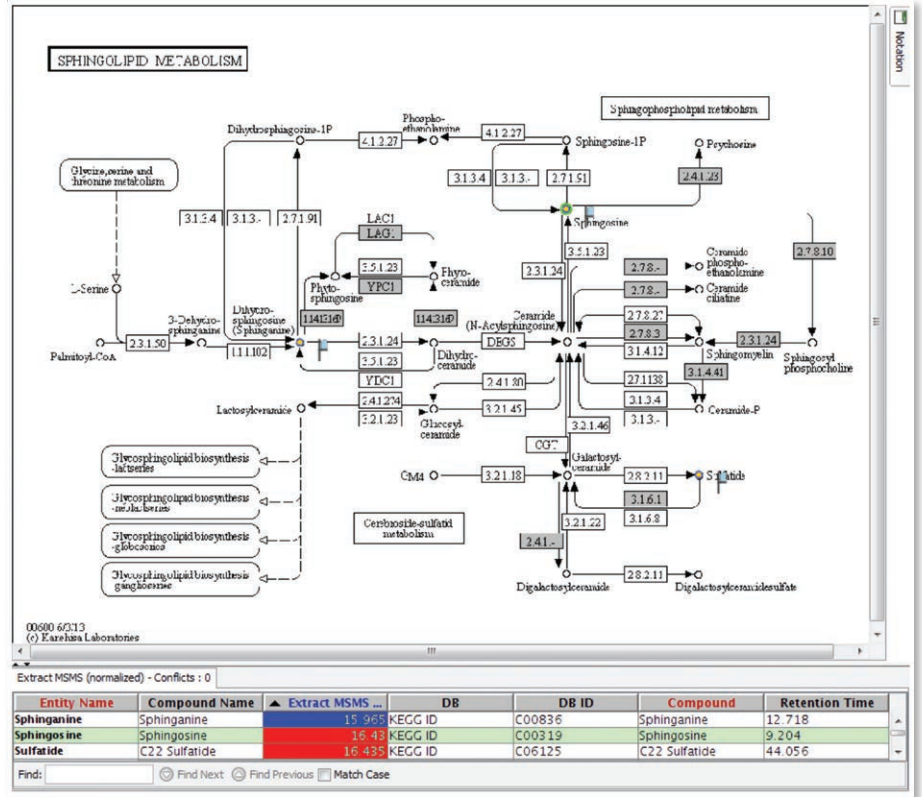 SPHINGOLIPID METABOLISM
Notation
Sphingophospholipid metabolism
Dihydrosphingosine-1P
Phospho-
ethanolamine
Sphingosine-1P
Psychosine
4.1.2.27
4.1.2.27
Glycine, serine and
threonine metabolism
3.1.3.4
3.1.3.-
2.7.1.91
2.4.1.23
3.1.3.4
3.1.3.-
2.7.1.91
LAC1
LAG1
Sphingosine
3.5.1.23
YPC1
Phyto-
sphingosine
Phyto-
ceramide
2.3.1.24
3.5.1.23
2.7.8.-
Ceramide
phospho-
ethanolamine
2.7.8.10
L-Serine
2.7.8.-
Ceramide
ciliatine
3-Dehydro-
sphinganine
Dihydro-
sphingosine
(Sphinganine)
Ceramide
(N-Acylsphingosine)
2.7.8.27
2.7.8.3
Palmitoyl-CoA
2.3.1.50
1.1.1.102
2.3.1.24
Dihydro-
ceramide
DEGS
3.1.4.12
Sphingomyelin
2.3.1.24
Sphingosyl
phosphocholine
3.5.1.23
YDC1
3.1.4.41
2.4.1.80
2.7.1.138
Lactosylceramide
2.4.1.274
3.2.1.23
Glucosyl-
ceramide
3.2.1.45
3.1.3.4
3.1.3.-
Ceramide-P
3.2.1.46
CGT
Glycosphingolipid biosynthesis
-lactseries
Galactosyl-
ceramide
GM4
3.2.1.18
2.8.2.11
Sulfatide
Glycosphingolipid biosynthesis
-neolactseries
3.1.6.1
3.1.6.8
Glycosphingolipid biosynthesis
-globoseries
Cerebroside-sulfatid
metabolism
3.2.1.22
2.4.1.-
Glycosphingolipid biosynthesis
-ganglioseries
Digalactosylceramide
2.8.2.11
Digalactosylceramidesulfate
00600 6/3/13
(c) Kanehisa Laboratories
Extract MSMS (normalized) - Conflicts : 0
Entity Name Compound Name Extract MSMS ... DB DB ID Compound Retention Time
Sphinganine Sphinganine 15.965 KEGG ID C00836 Sphinganine 12.718
Sphingosine Sphingosine 16.43 KEGG ID C00319 Sphingosine 9.204
Sulfatide C22 Sulfatide 16.435 KEGG ID C06125 C22 Sulfatide 44.056
Find: Find Next Find Previous Match Case